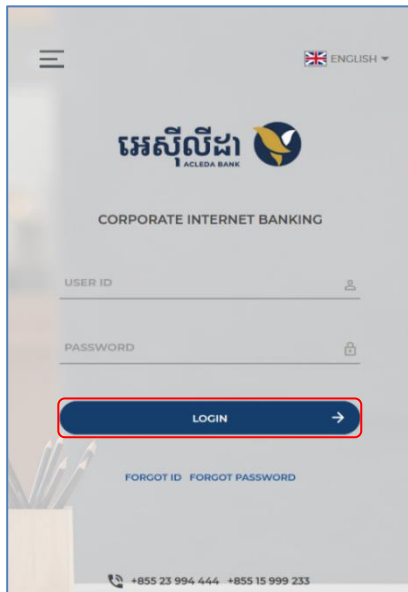 ENGLISH
អេស៊ីលីដា
ACLEDA BANK
CORPORATE INTERNET BANKING
USER ID
PASSWORD
LOGIN
FORGOT ID FORGOT PASSWORD
+855 23 994 444 +855 15 999 233